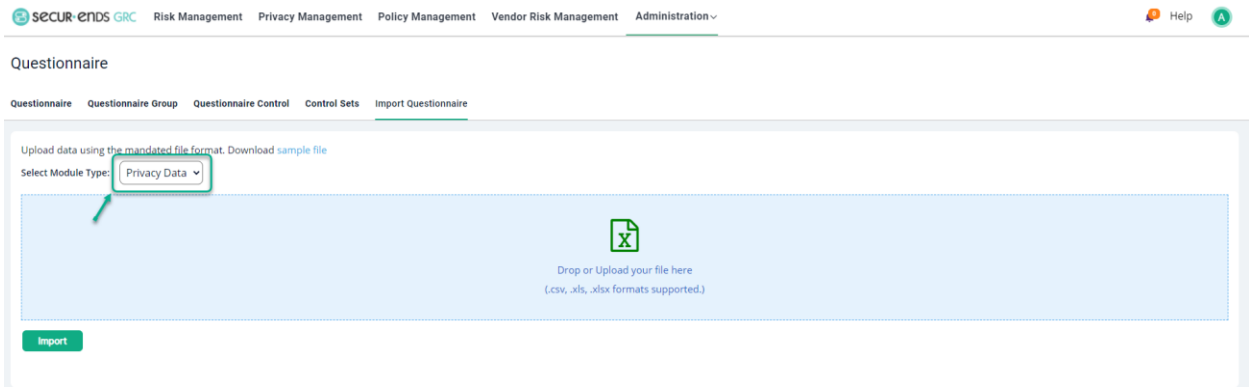 SECUR-ENDS GRC Risk Management Privacy Management Policy Management Vendor Risk Management Administration Help A
Questionnaire
Questionnaire Questionnaire Group Questionnaire Control Control Sets Import Questionnaire
Upload data using the mandated file format. Download sample file
Select Module Type: Privacy Data
X
Drop or Upload your file here
(.csv, .xls, .xlsx formats supported.)
Import